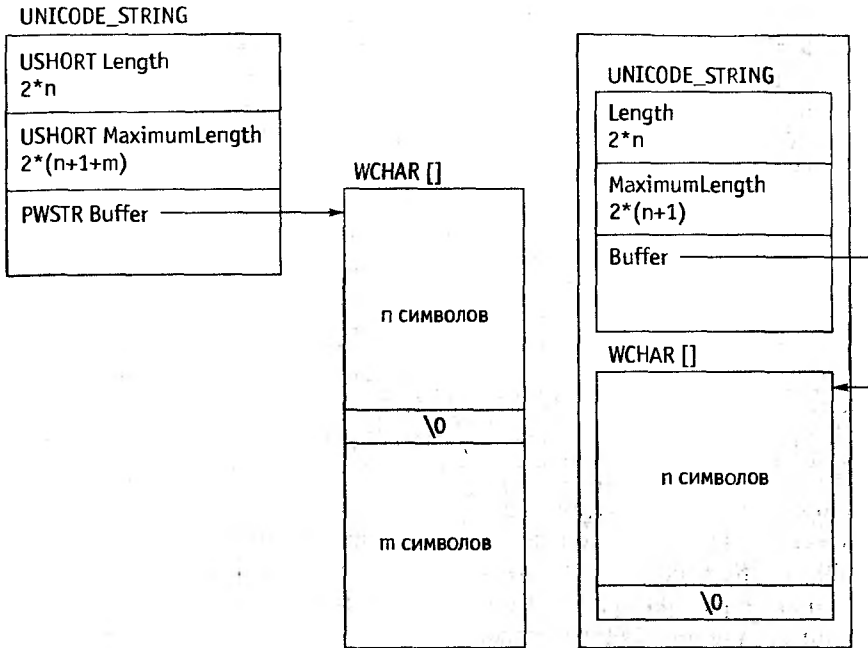 UNICODE_STRING
USHORT Length
2*n
USHORT MaximumLength
2*(n+1+m)
PWSTR Buffer
WCHAR []
n символов
\0
m символов
UNICODE_STRING
Length
2*n
MaximumLength
2*(n+1)
Buffer
WCHAR []
n символов
\0